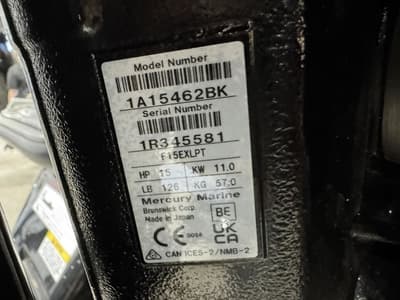 Model Number
1A15462BK
Serial Number
1R345581
F15EXLPT
HP 15 KW 11.0
LB 126 KG 57.0
Mercury Marine
Brunswick Corp.
Made in Japan
BE
CE
UK
CA
CAN ICES-2/NMB-2